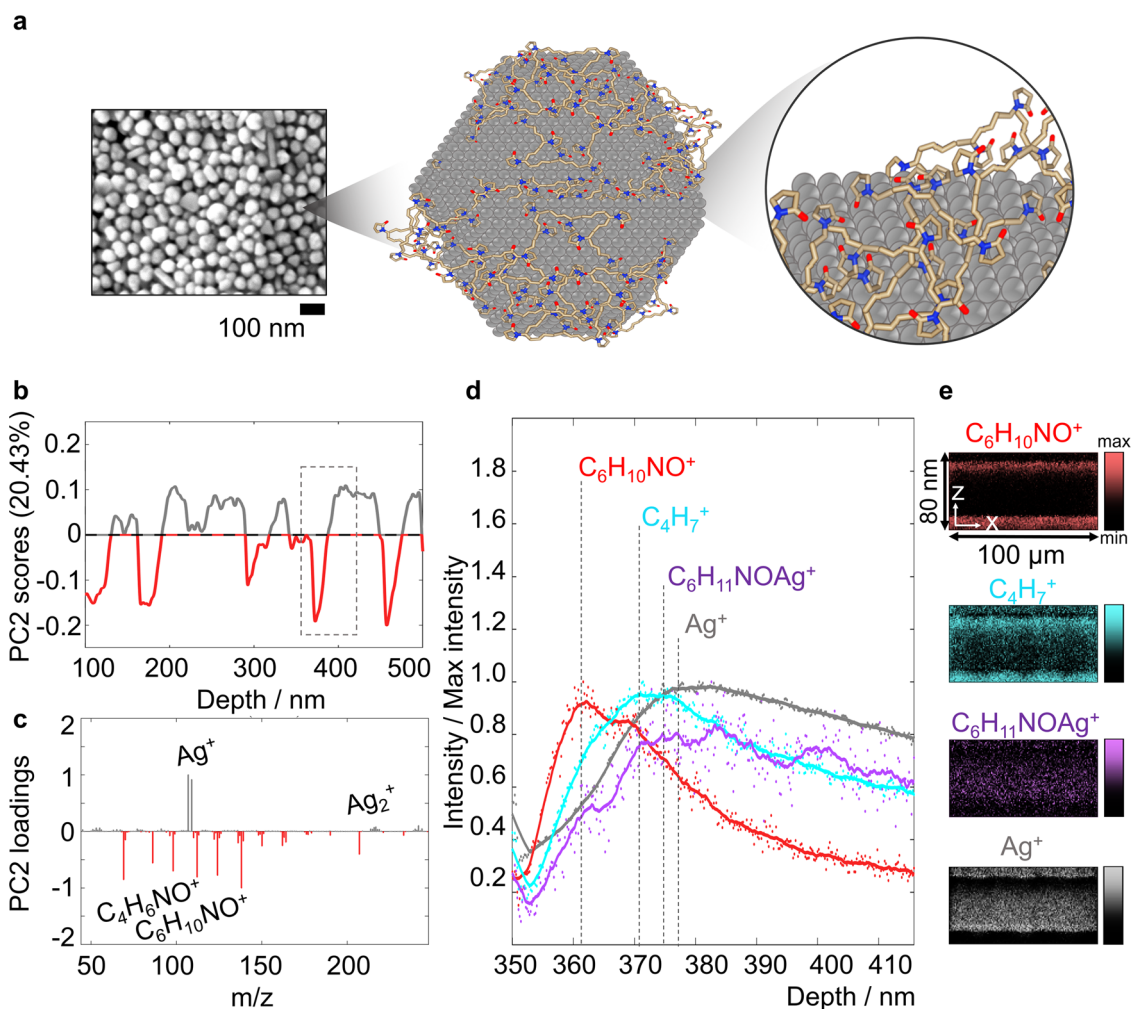 a
100 nm
b
PC2 scores (20.43%)
0.2
0.1
0
-0.1
-0.2
100 200 300 400 500
Depth / nm
c
PC2 loadings
2
1
0
-1
-2
Ag⁺
Ag₂⁺
C₄H₆NO⁺
C₆H₁₀NO⁺
50 100 150 200
m/z
d
Intensity / Max intensity
1.8
1.6
1.4
1.2
1.0
0.8
0.6
0.4
0.2
C₆H₁₀NO⁺
C₄H₇⁺
C₆H₁₁NOAg⁺
Ag⁺
350 360 370 380 390 400 410
Depth / nm
e
C₆H₁₀NO⁺
max
80 nm
Z
X
min
100 µm
C₄H₇⁺
C₆H₁₁NOAg⁺
Ag⁺